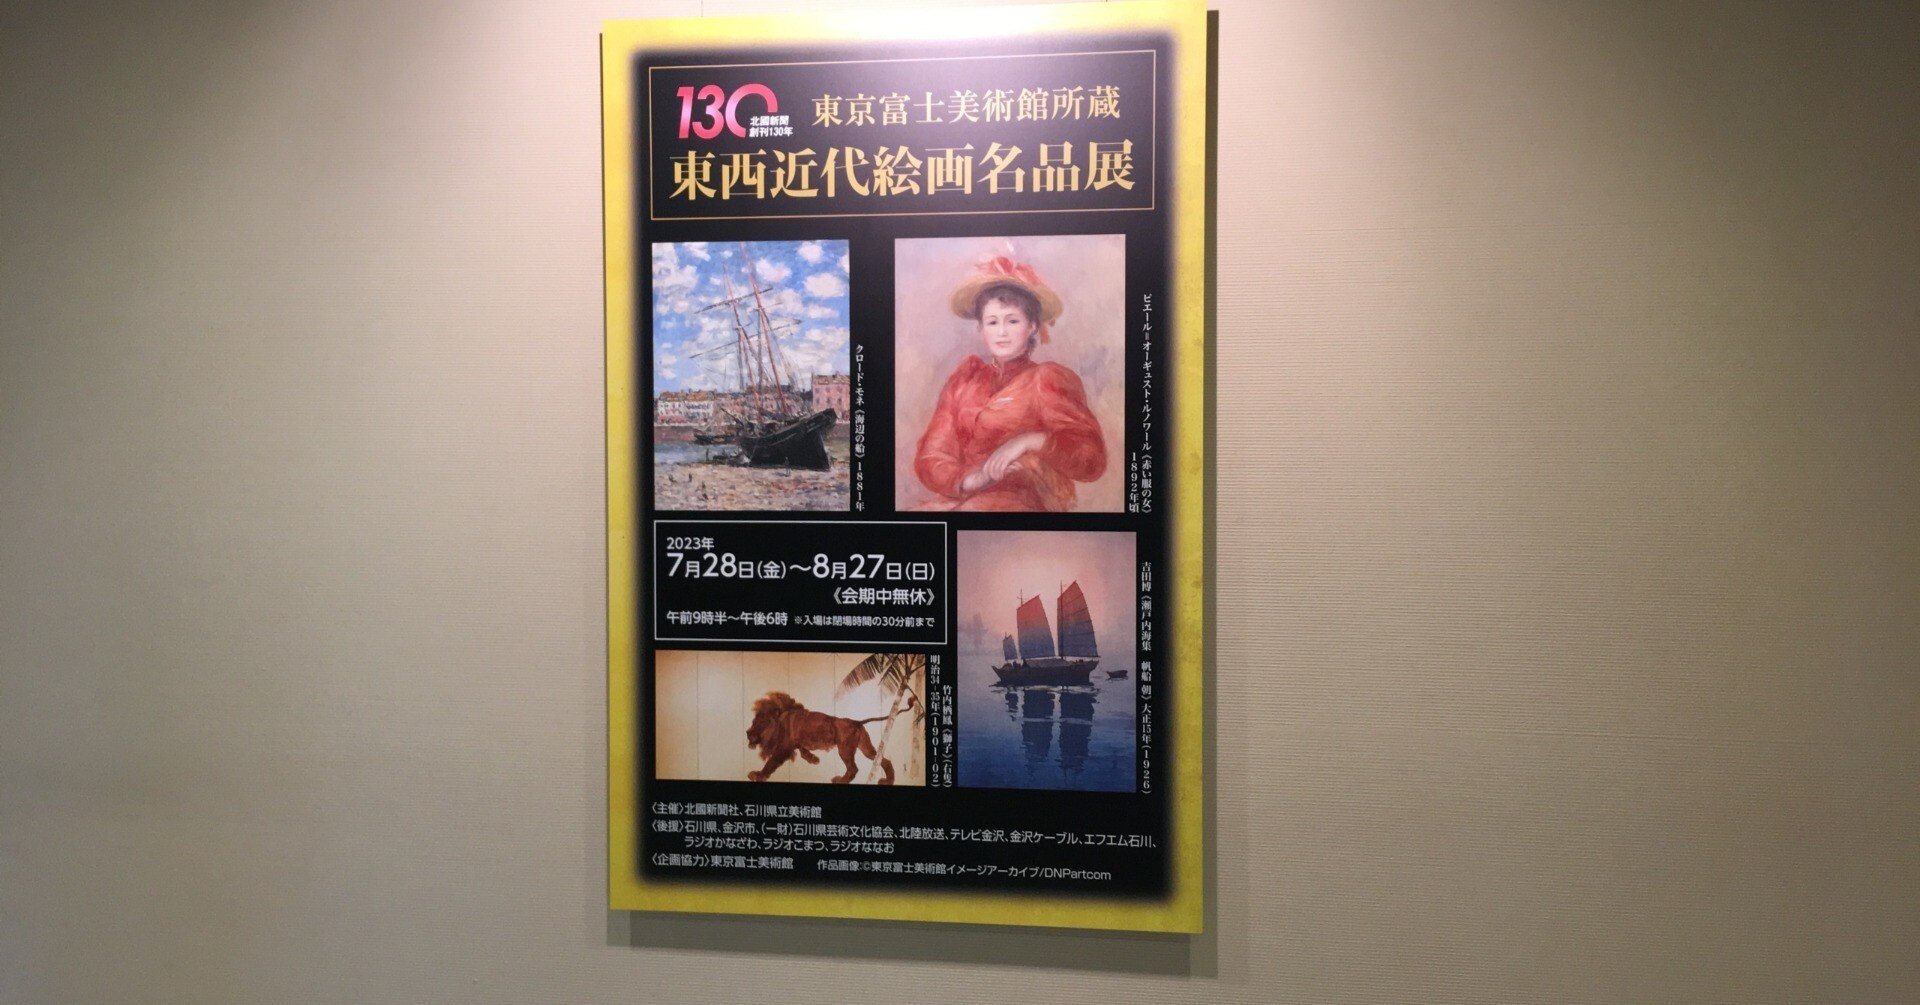 130
北國新聞
創刊130年
東京富士美術館所蔵
東西近代絵画名品展
クロード・モネ《海辺の船》1881年
ピエール=オーギュスト・ルノワール《赤い服の女》
1892年頃
2023年
7月28日(金)～8月27日(日)
《会期中無休》
午前9時半～午後6時 ※入場は閉場時間の30分前まで
吉田博《瀬戸内海集 帆船 朝》大正15年(1926)
竹内栖鳳《獅子》(右隻)
明治34-35年(1901-02)
〈主催〉北國新聞社、石川県立美術館
〈後援〉石川県、金沢市、(一財)石川県芸術文化協会、北陸放送、テレビ金沢、金沢ケーブル、エフエム石川、
ラジオかなざわ、ラジオこまつ、ラジオななお
〈企画協力〉東京富士美術館 作品画像:©東京富士美術館イメージアーカイブ/DNPartcom